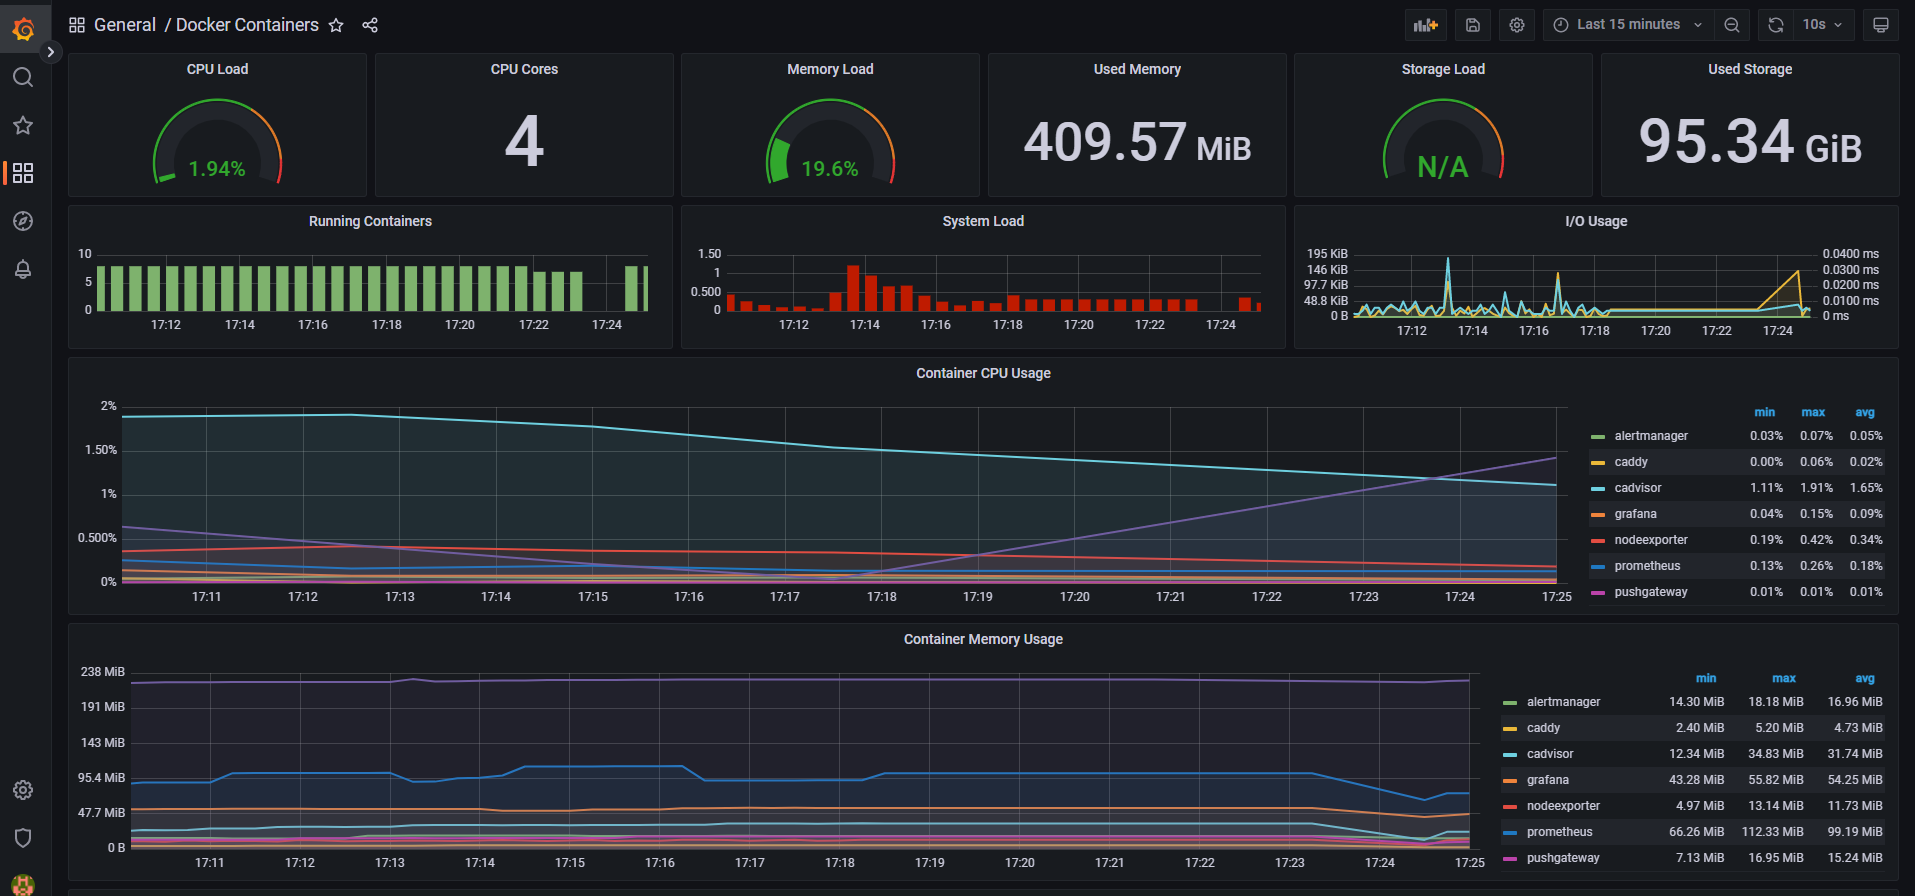 General / Docker Containers
Last 15 minutes
10s
CPU Load
CPU Cores
Memory Load
Used Memory
Storage Load
Used Storage
1.94%
4
19.6%
409.57 MiB
N/A
95.34 GiB
Running Containers
10
5
0
17:12 17:14 17:16 17:18 17:20 17:22 17:24
System Load
1.50
1
0.500
0
17:12 17:14 17:16 17:18 17:20 17:22 17:24
I/O Usage
195 KiB 0.0400 ms
146 KiB 0.0300 ms
97.7 KiB 0.0200 ms
48.8 KiB 0.0100 ms
0 B 0 ms
17:12 17:14 17:16 17:18 17:20 17:22 17:24
Container CPU Usage
2%
1.50%
1%
0.500%
0%
17:11 17:12 17:13 17:14 17:15 17:16 17:17 17:18 17:19 17:20 17:21 17:22 17:23 17:24 17:25
min max avg
alertmanager 0.03% 0.07% 0.05%
caddy 0.00% 0.06% 0.02%
cadvisor 1.11% 1.91% 1.65%
grafana 0.04% 0.15% 0.09%
nodeexporter 0.19% 0.42% 0.34%
prometheus 0.13% 0.26% 0.18%
pushgateway 0.01% 0.01% 0.01%
Container Memory Usage
238 MiB
191 MiB
143 MiB
95.4 MiB
47.7 MiB
0 B
17:11 17:12 17:13 17:14 17:15 17:16 17:17 17:18 17:19 17:20 17:21 17:22 17:23 17:24 17:25
min max avg
alertmanager 14.30 MiB 18.18 MiB 16.96 MiB
caddy 2.40 MiB 5.20 MiB 4.73 MiB
cadvisor 12.34 MiB 34.83 MiB 31.74 MiB
grafana 43.28 MiB 55.82 MiB 54.25 MiB
nodeexporter 4.97 MiB 13.14 MiB 11.73 MiB
prometheus 66.26 MiB 112.33 MiB 99.19 MiB
pushgateway 7.13 MiB 16.95 MiB 15.24 MiB